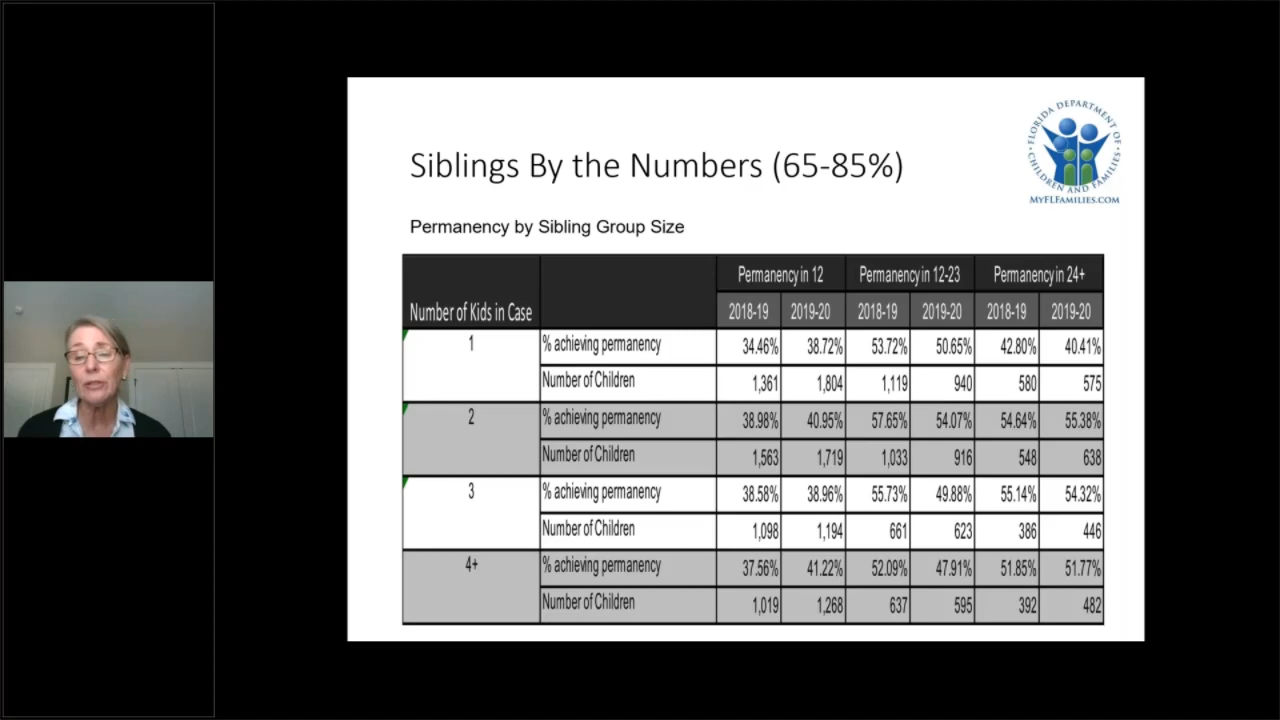 FLORIDA DEPARTMENT OF
CHILDREN AND FAMILIES
MYFLFAMILIES.COM
Siblings By the Numbers (65-85%)
Permanency by Sibling Group Size
Number of Kids in Case Permanency in 12 Permanency in 12-23 Permanency in 24+
2018-19 2019-20 2018-19 2019-20 2018-19 2019-20
1 % achieving permanency 34.46% 38.72% 53.72% 50.65% 42.80% 40.41%
Number of Children 1,361 1,804 1,119 940 580 575
2 % achieving permanency 38.98% 40.95% 57.65% 54.07% 54.64% 55.38%
Number of Children 1,563 1,719 1,033 916 548 638
3 % achieving permanency 38.58% 38.96% 55.73% 49.88% 55.14% 54.32%
Number of Children 1,098 1,194 661 623 386 446
4+ % achieving permanency 37.56% 41.22% 52.09% 47.91% 51.85% 51.77%
Number of Children 1,019 1,268 637 595 392 482